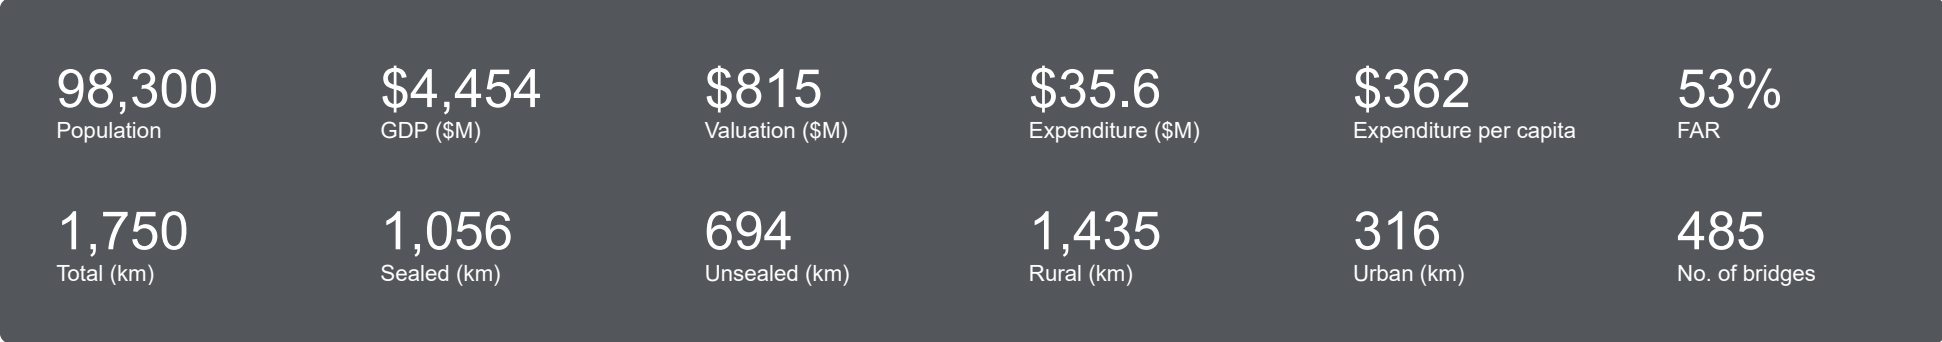 98,300 $4,454 $815 $35.6 $362 53%
Population GDP ($M) Valuation ($M) Expenditure ($M) Expenditure per capita FAR
1,750 1,056 694 1,435 316 485
Total (km) Sealed (km) Unsealed (km) Rural (km) Urban (km) No. of bridges